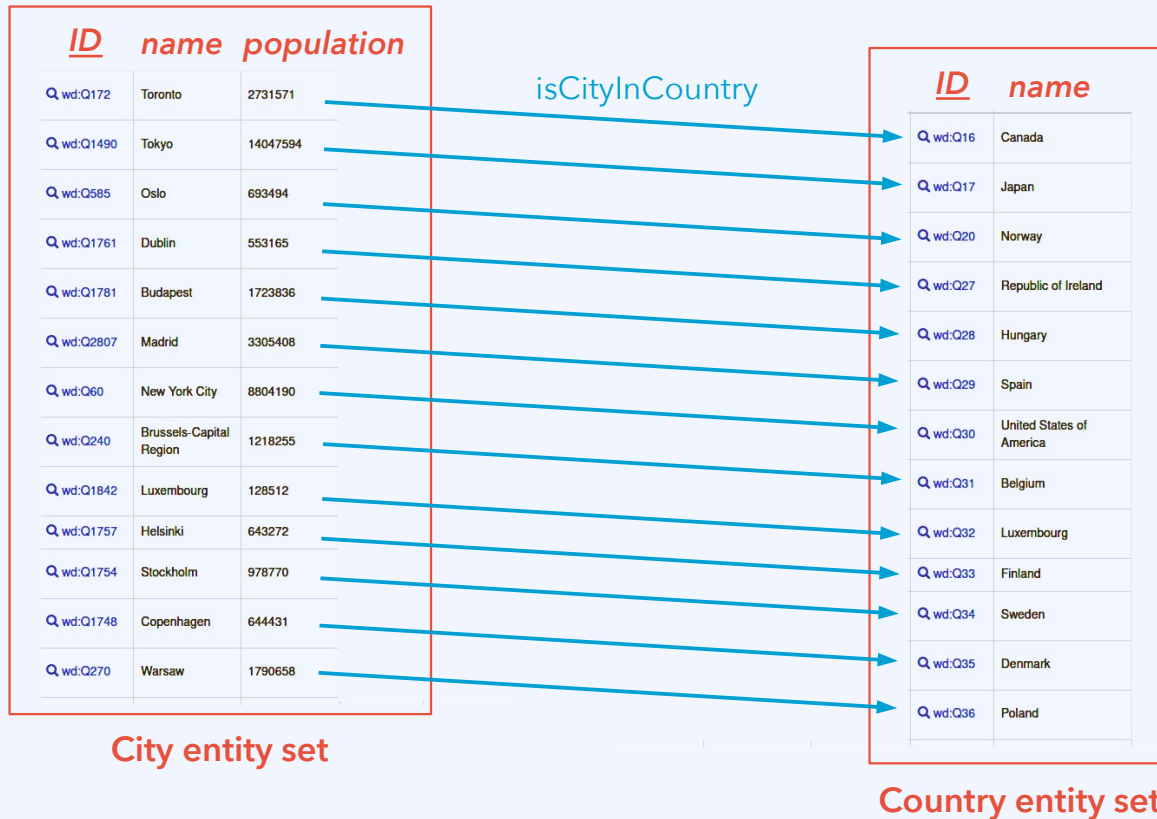 ID name population
wd:Q172 Toronto 2731571
wd:Q1490 Tokyo 14047594
wd:Q585 Oslo 693494
wd:Q1761 Dublin 553165
wd:Q1781 Budapest 1723836
wd:Q2807 Madrid 3305408
wd:Q60 New York City 8804190
wd:Q240 Brussels-Capital 1218255
Region
wd:Q1842 Luxembourg 128512
wd:Q1757 Helsinki 643272
wd:Q1754 Stockholm 978770
wd:Q1748 Copenhagen 644431
wd:Q270 Warsaw 1790658
City entity set
isCityInCountry
ID name
wd:Q16 Canada
wd:Q17 Japan
wd:Q20 Norway
wd:Q27 Republic of Ireland
wd:Q28 Hungary
wd:Q29 Spain
wd:Q30 United States of
America
wd:Q31 Belgium
wd:Q32 Luxembourg
wd:Q33 Finland
wd:Q34 Sweden
wd:Q35 Denmark
wd:Q36 Poland
Country entity set